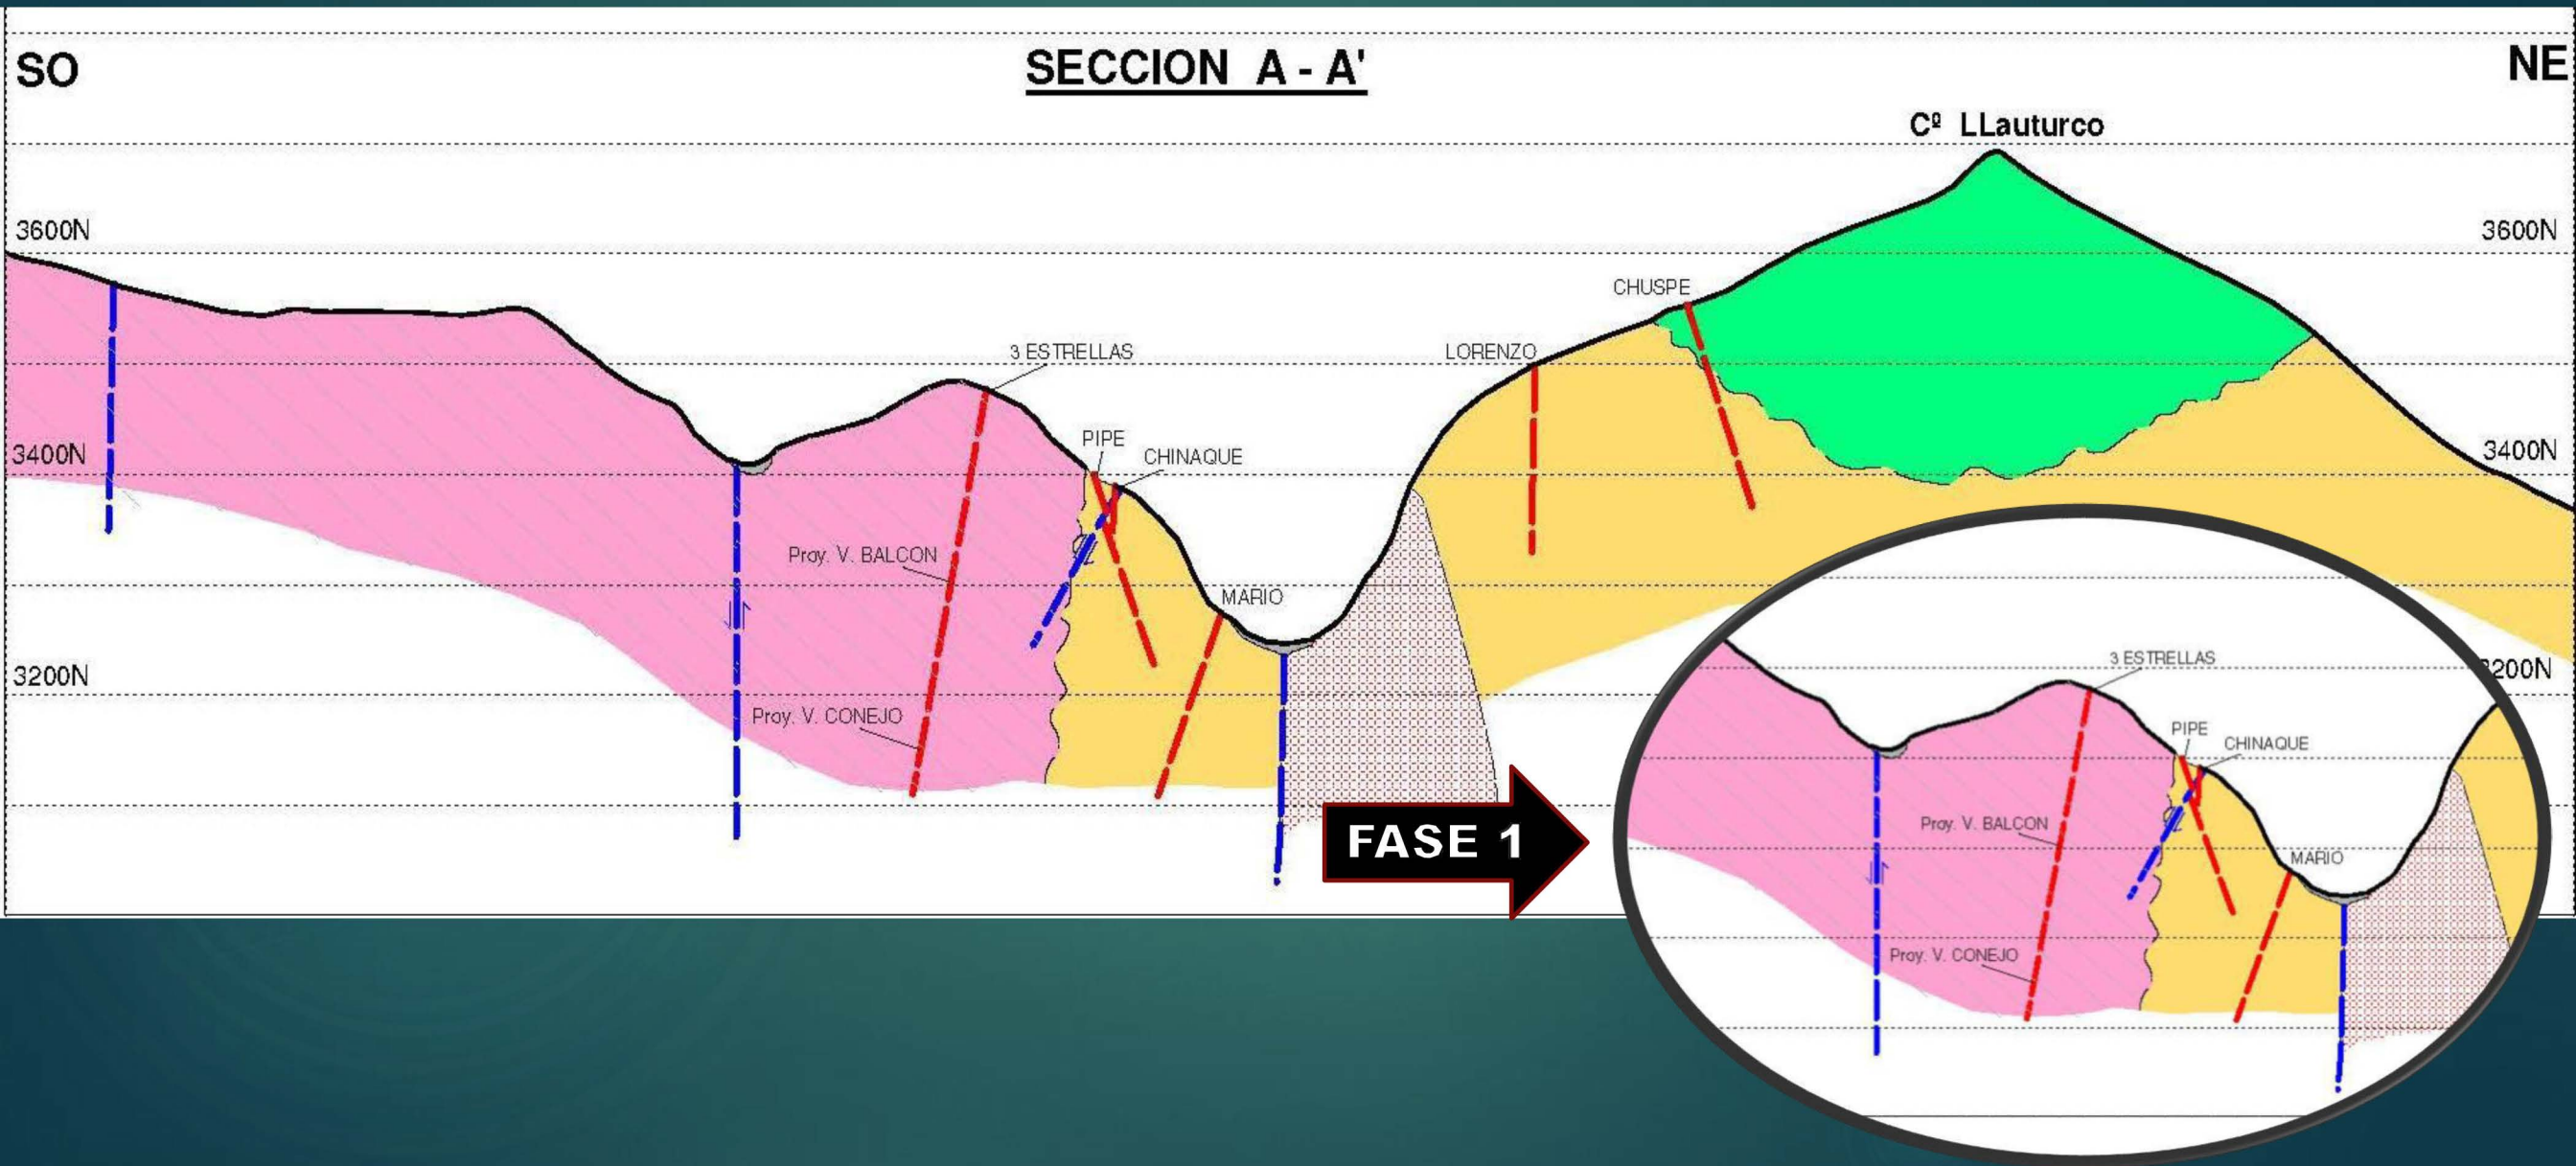 SO
SECCION A - A'
NE
Cº LLauturco
3600N
3600N
CHUSPE
3 ESTRELLAS
LORENZO
PIPE
CHINAQUE
3400N
3400N
Proy. V. BALCON
MARIO
3200N
200N
Proy. V. CONEJO
FASE 1
3 ESTRELLAS
PIPE
CHINAQUE
Proy. V. BALCON
MARIO
Proy. V. CONEJO